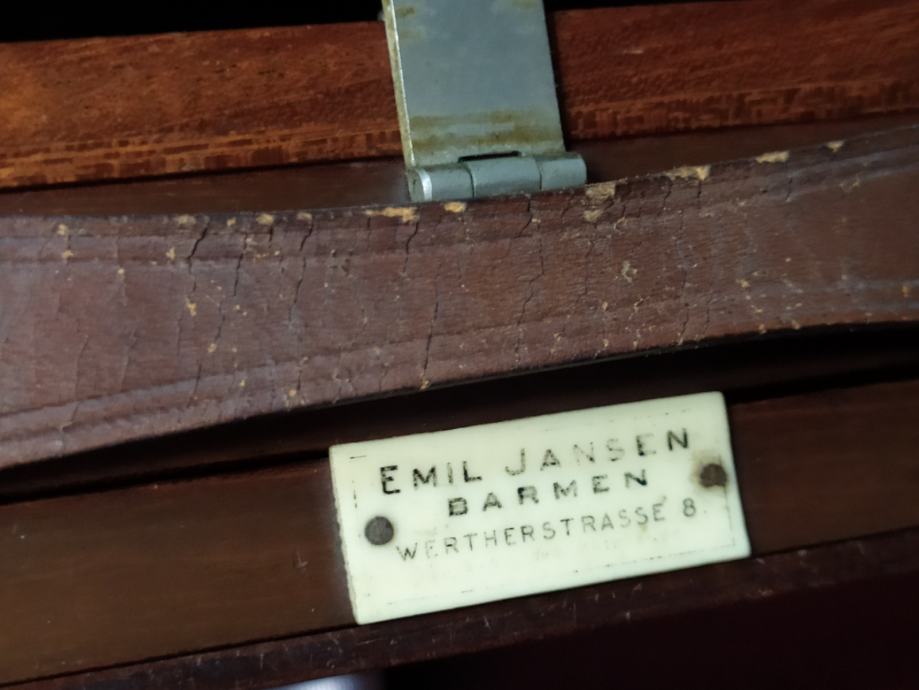 EMIL JANSEN
BARMEN
WERTHERSTRASSE 8.